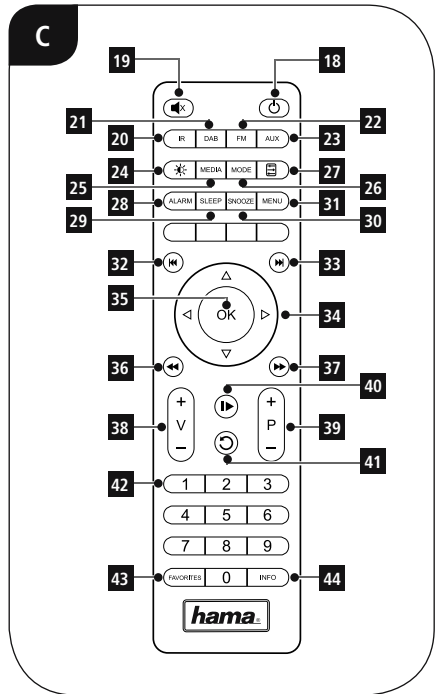 C
19
18
21
22
20
IR
DAB
FM
AUX
23
24
MEDIA
MODE
27
25
26
28
ALARM
SLEEP
SNOOZE
MENU
31
29
30
32
33
35
OK
34
36
37
40
+
+
38
V
P
39
−
−
41
42
1
2
3
4
5
6
7
8
9
43
FAVORITES
0
INFO
44
hama®